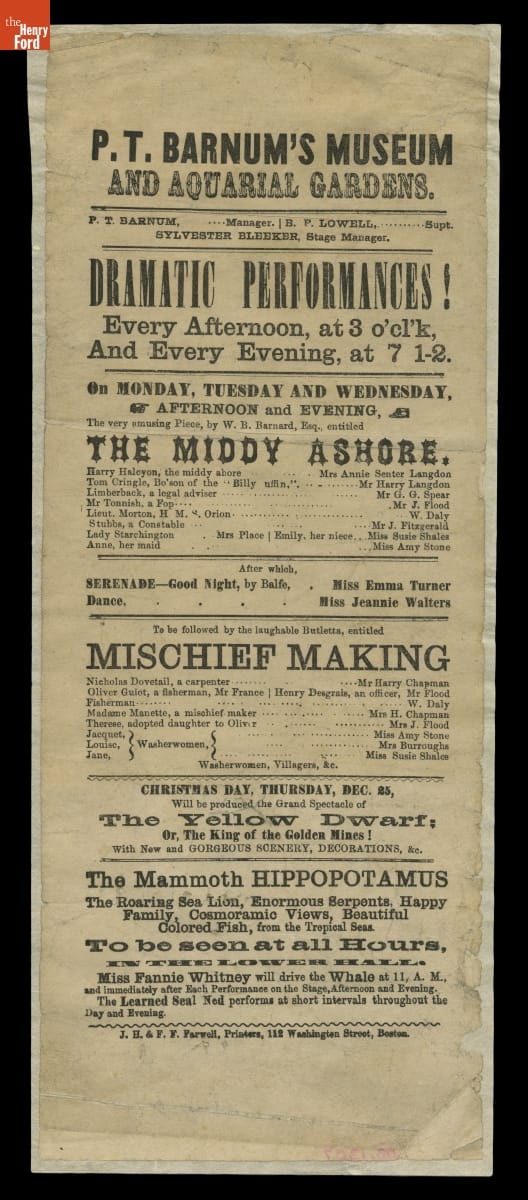 the
Henry
Ford
P. T. BARNUM'S MUSEUM
AND AQUARIAL GARDENS.
P. T. BARNUM, ....Manager. | B. F. LOWELL,..........Supt.
SYLVESTER BLEEKER, Stage Manager.
DRAMATIC PERFORMANCES!
Every Afternoon, at 3 o'cl'k,
And Every Evening, at 7 1-2.
On MONDAY, TUESDAY AND WEDNESDAY,
☞ AFTERNOON and EVENING, ☜
The very amusing Piece, by W. B. Barnard, Esq., entitled
THE MIDDY ASHORE.
Harry Halcyon, the middy ahore ........ Mrs Annie Senter Langdon
Tom Cringle, Bo'son of the "Billy uffin,".. .. ........ Mr Harry Langdon
Limberback, a legal adviser ........................ Mr G. G. Spear
Mr Tonnish, a Fop........................ .Mr J. Flood
Lieut. Morton, H M. S. Orion........................ W. Daly
Stubbs, a Constable ........................ Mr J. Fitzgerald
Lady Starchington . . Mrs Place | Emily, her niece...Miss Susie Shales
Anne, her maid . . ........................ ...Miss Amy Stone
After which,
SERENADE—Good Night, by Balfe, . Miss Emma Turner
Dance, . . . . . Miss Jeannie Walters
To be followed by the laughable Butletta, entitled
MISCHIEF MAKING
Nicholas Dovetail, a carpenter ............ ....Mr Harry Chapman
Oliver Guiot, a fisherman, Mr France | Henry Desgrais, an officer, Mr Flood
Fisherman........................ W. Daly
Madame Manette, a mischief maker ............ Mrs H. Chapman
Therese, adopted daughter to Oliver ............ Mrs J. Flood
Jacquet, ............ Miss Amy Stone
Louise, } Washerwomen, { ............ Mrs Burroughs
Jane, ............ Miss Susie Shales
Washerwomen, Villagers, &c.
CHRISTMAS DAY, THURSDAY, DEC. 25,
Will be produced the Grand Spectacle of
The Yellow Dwarf;
Or, The King of the Golden Mines!
With New and GORGEOUS SCENERY, DECORATIONS, &c.
The Mammoth HIPPOPOTAMUS
The Roaring Sea Lion, Enormous Serpents, Happy
Family, Cosmoramic Views, Beautiful
Colored Fish, from the Tropical Seas.
To be seen at all Hours,
IN THE LOWER HALL.
Miss Fannie Whitney will drive the Whale at 11, A. M.,
and immediately after Each Performance on the Stage, Afternoon and Evening.
The Learned Seal Ned performs at short intervals throughout the
Day and Evening.
J. H. & F. F. Farwell, Printers, 112 Washington Street, Boston.